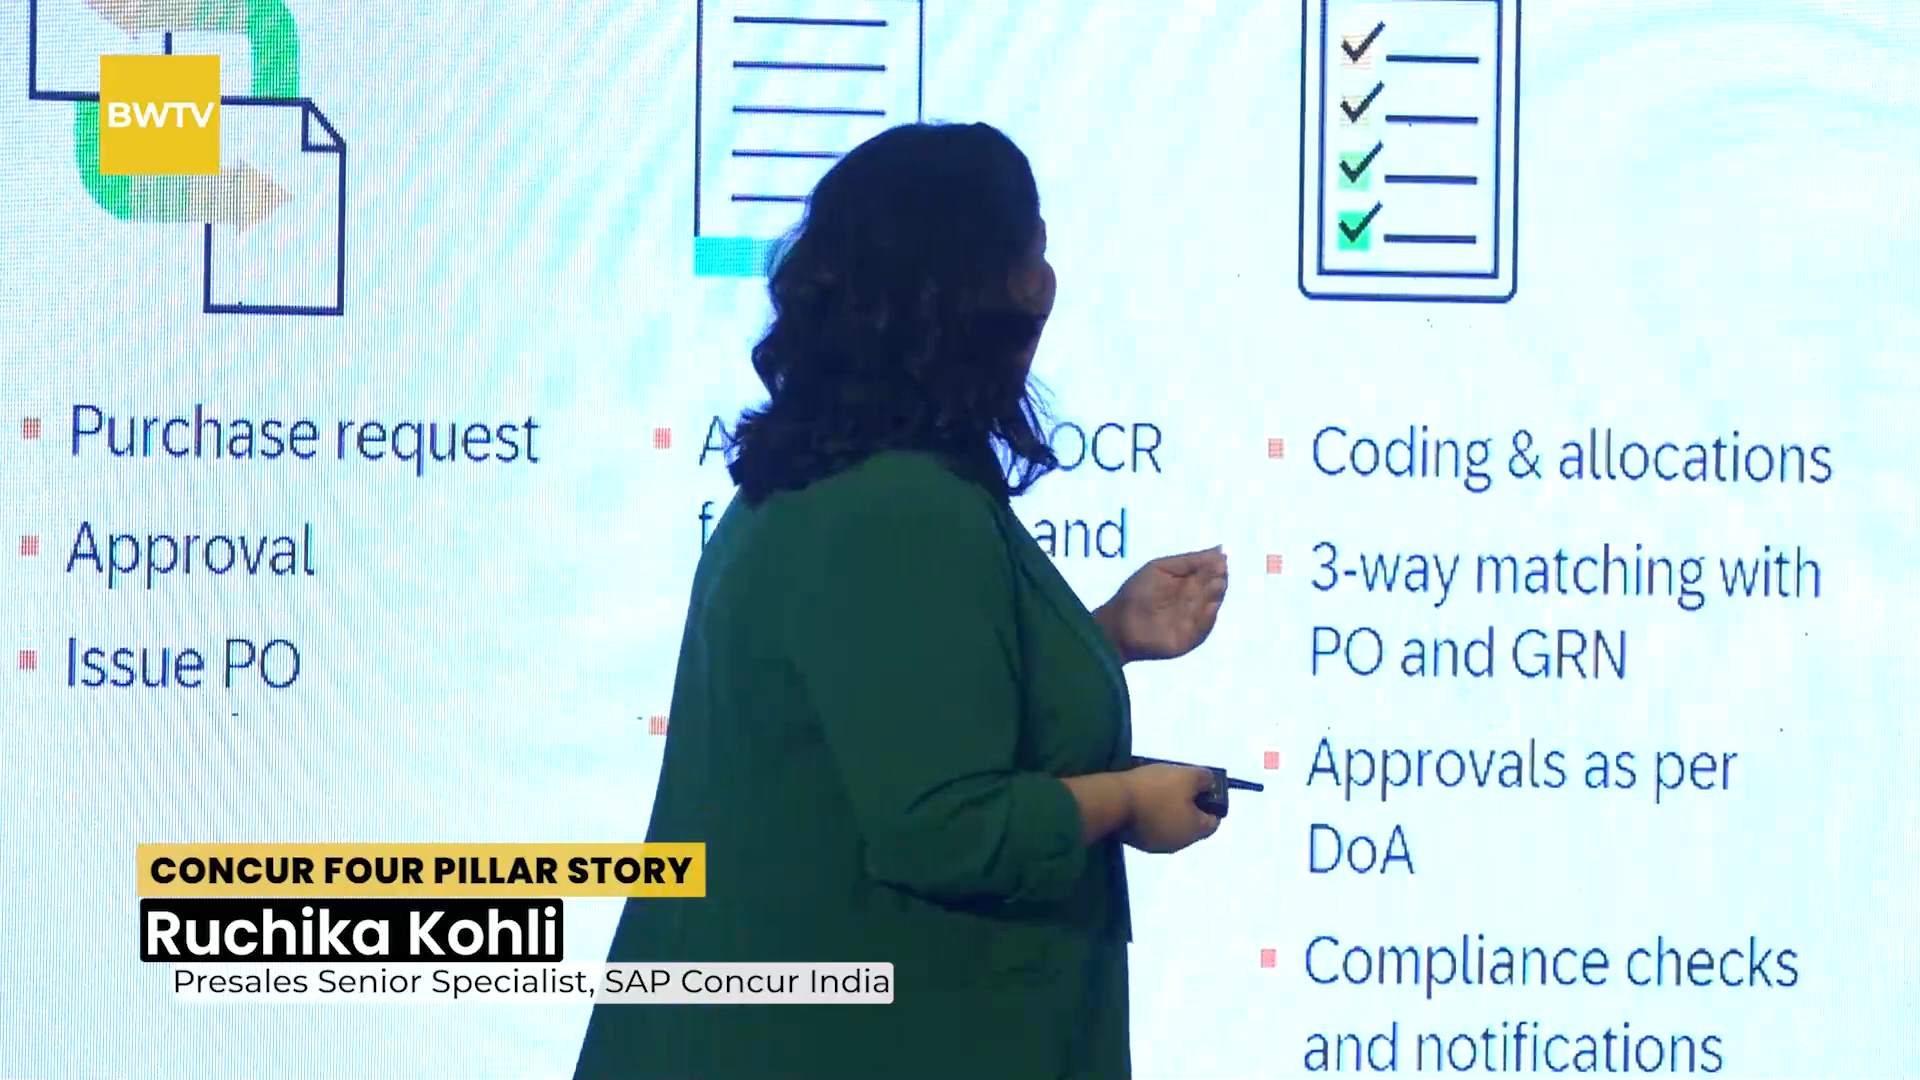 BWTV
Purchase request
Approval
Issue PO
OCR
and
Coding & allocations
3-way matching with
PO and GRN
Approvals as per
DoA
Compliance checks
and notifications
CONCUR FOUR PILLAR STORY
Ruchika Kohli
Presales Senior Specialist, SAP Concur India